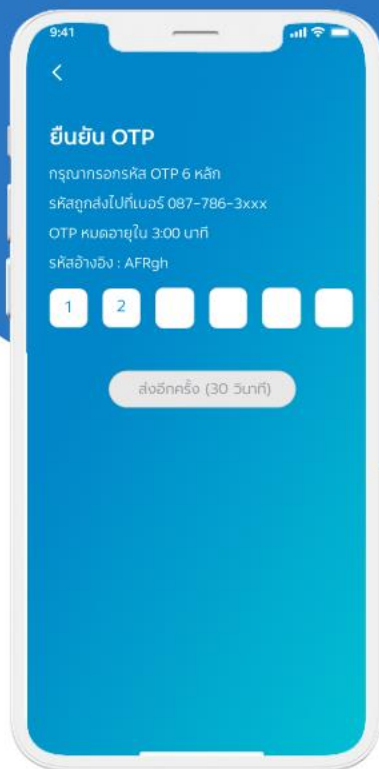 9:41
ยืนยัน OTP
กรุณากรอกรหัส OTP 6 หลัก
รหัสถูกส่งไปที่เบอร์ 087-786-3xxx
OTP หมดอายุใน 3:00 นาที
รหัสอ้างอิง : AFRgh
1 2
ส่งอีกครั้ง (30 วินาที)